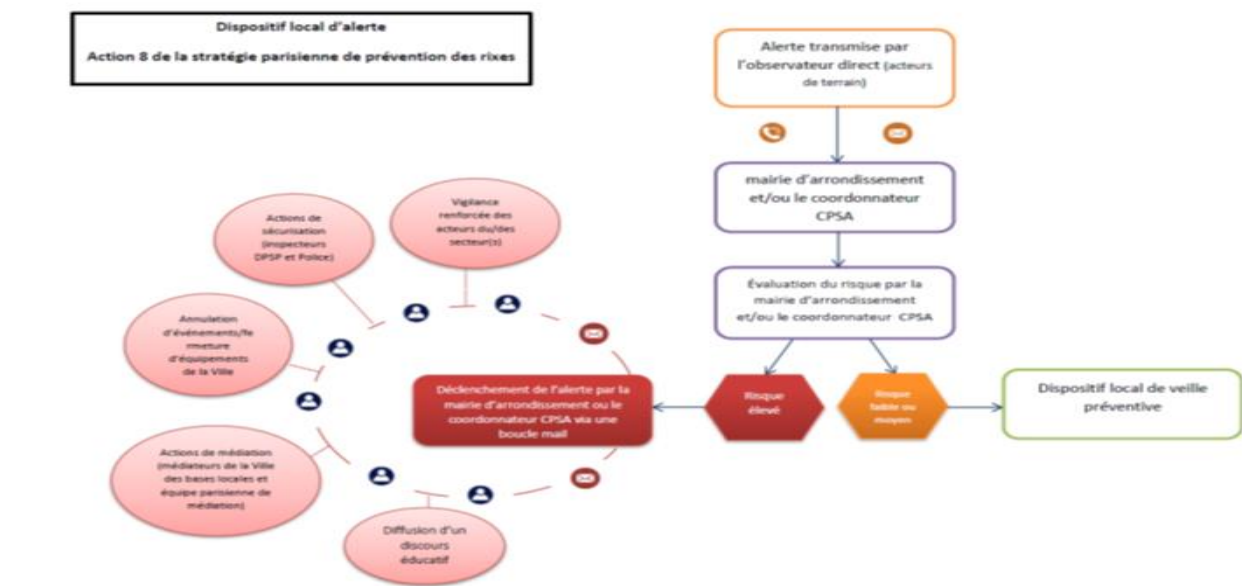 Dispositif local d'alerte
Action 8 de la stratégie parisienne de prévention des rixes
Alerte transmise par
l'observateur direct (acteurs
de terrain)
mairie d'arrondissement
et/ou le coordonnateur
CPSA
Évaluation du risque par la
mairie d'arrondissement
et/ou le coordonnateur CPSA
Risque
élevé
Risque
faible ou
moyen
Dispositif local de veille
préventive
Déclenchement de l'alerte par la
mairie d'arrondissement ou le
coordonnateur CPSA via une
boucle mail
Vigilance
renforcée des
acteurs du/des
secteur(s)
Actions de
sécurisation
(inspecteurs
DPSP et Police)
Annulation
d'événements/fe
rmeture
d'équipements
de la Ville
Actions de médiation
(médiateurs de la Ville
des bases locales et
équipe parisienne de
médiation)
Diffusion d'un
discours
éducatif